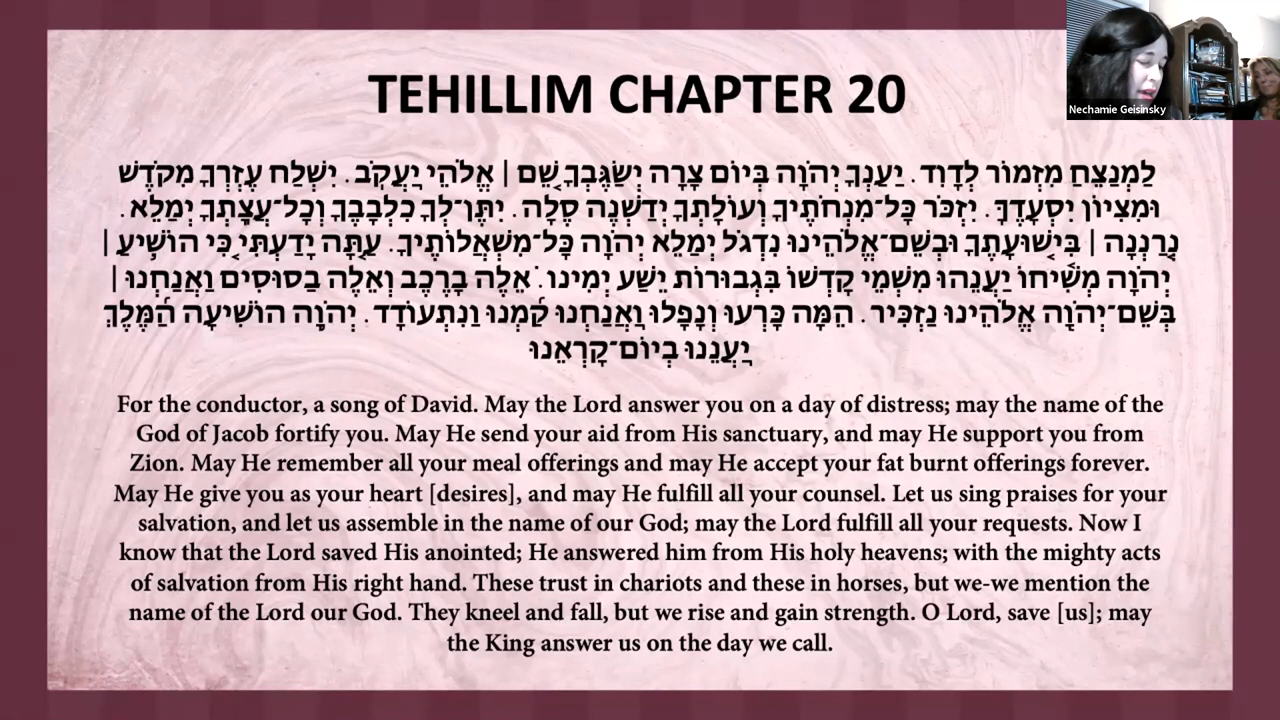 TEHILLIM CHAPTER 20
לַמְנַצֵּחַ מִזְמוֹר לְדָוִד. יַעַנְךָ יְהֹוָה בְּיוֹם צָרָה יְשַׂגֶּבְךָ֥ שֵׁם | אֱלֹהֵי יַ֖עֲקֹב. יִשְׁלַח עֶזְרְךָ מִקֹּדֶשׁ
וּמִצִּיוֹן יִסְעָדֶךָּ. יִזְכֹּר כָּל־מִנְחֹתֶיךָ וְעוֹלָתְךָ יְדַשְּׁנֶה סֶלָה. יִתֶּן־לְךָ כִלְבָבֶךָ וְכָל־עֲצָתְךָ יְמַלֵּא.
נְרַנְּנָה | בִּישׁוּעָתֶךָ וּבְשֵׁם־אֱלֹהֵינוּ נִדְגֹּל יְמַלֵּא יְהֹוָה כָּל־מִשְׁאֲלוֹתֶיךָ. עַתָּה יָדַעְתִּי כִּי הוֹשִׁיעַ |
יְהֹוָה מְשִׁיחוֹ יַעֲנֵהוּ מִשְּׁמֵי קָדְשׁוֹ בִּגְבוּרוֹת יֵשַׁע יְמִינוֹ. אֵלֶּה בָרֶכֶב וְאֵלֶּה בַסּוּסִים וַאֲנַחְנוּ |
בְּשֵׁם־יְהֹוָה אֱלֹהֵינוּ נַזְכִּיר. הֵמָּה כָּרְעוּ וְנָפָלוּ וַאֲנַחְנוּ קַּמְנוּ וַנִּתְעוֹדָד. יְהֹוָה הוֹשִׁיעָה הַמֶּלֶךְ
יַעֲנֵנוּ בְיוֹם־קָרְאֵנוּ
For the conductor, a song of David. May the Lord answer you on a day of distress; may the name of the
God of Jacob fortify you. May He send your aid from His sanctuary, and may He support you from
Zion. May He remember all your meal offerings and may He accept your fat burnt offerings forever.
May He give you as your heart [desires], and may He fulfill all your counsel. Let us sing praises for your
salvation, and let us assemble in the name of our God; may the Lord fulfill all your requests. Now I
know that the Lord saved His anointed; He answered him from His holy heavens; with the mighty acts
of salvation from His right hand. These trust in chariots and these in horses, but we-we mention the
name of the Lord our God. They kneel and fall, but we rise and gain strength. O Lord, save [us]; may
the King answer us on the day we call.
Nechamie Geisinsky